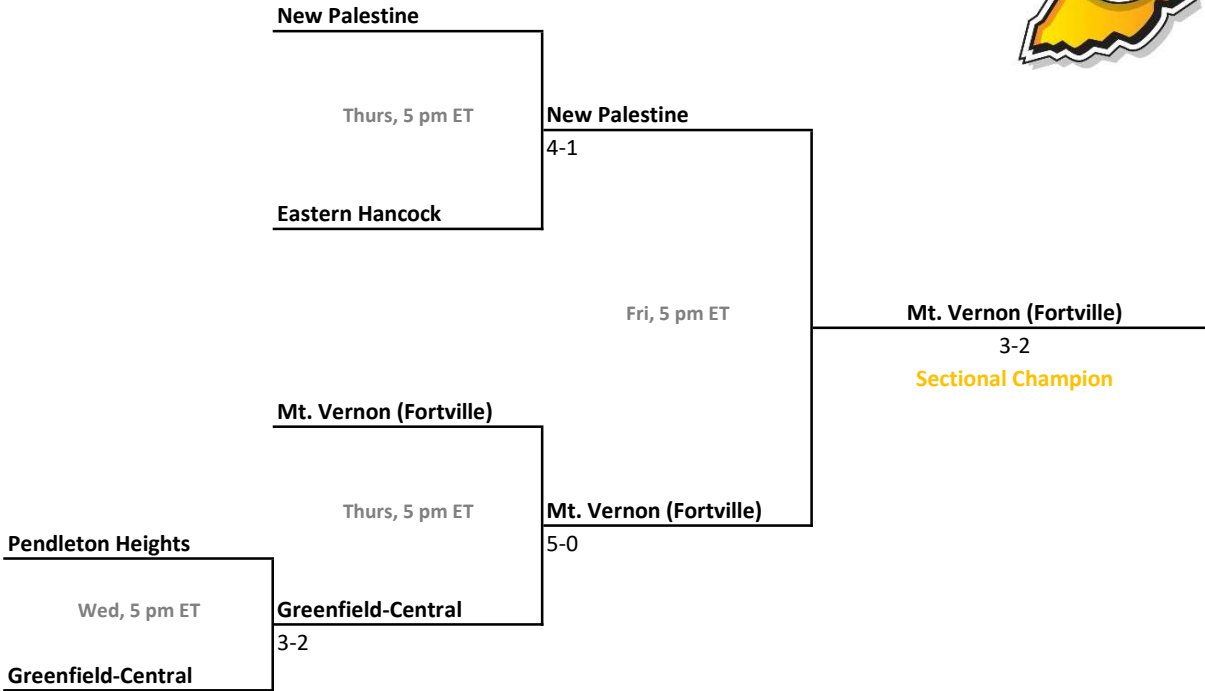 New Palestine
Thurs, 5 pm ET
New Palestine
4-1
Eastern Hancock
Fri, 5 pm ET
Mt. Vernon (Fortville)
3-2
Sectional Champion
Mt. Vernon (Fortville)
Thurs, 5 pm ET
Mt. Vernon (Fortville)
5-0
Pendleton Heights
Wed, 5 pm ET
Greenfield-Central
3-2
Greenfield-Central